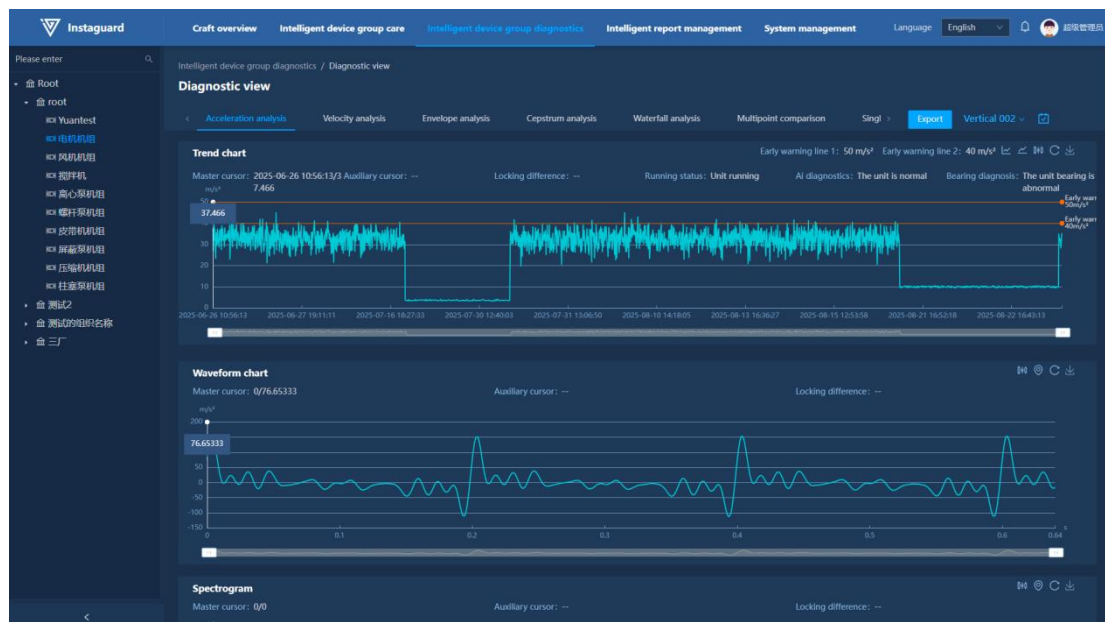 Instaguard Craft overview Intelligent device group care Intelligent device group diagnostics Intelligent report management System management Language English 超级管理员
Please enter
Root
root
Yuantest
电机机组
风机机组
搅拌机
离心泵机组
螺杆泵机组
皮带机机组
屏蔽泵机组
压缩机机组
柱塞泵机组
测试2
测试的组织名称
三厂
Intelligent device group diagnostics / Diagnostic view
Diagnostic view
Acceleration analysis Velocity analysis Envelope analysis Cepstrum analysis Waterfall analysis Multipoint comparison Singl Export Vertical 002
Trend chart Early warning line 1: 50 m/s² Early warning line 2: 40 m/s²
Master cursor: 2025-06-26 10:56:13/3 Auxiliary cursor: -- Locking difference: -- Running status: Unit running Ai diagnostics: The unit is normal Bearing diagnosis: The unit bearing is
7.466 abnormal
m/s²
50 Early warr
50m/s²
37.466
Early warr
40m/s²
30
20
10
0
2025-06-26 10:56:13 2025-06-27 19:11:11 2025-07-16 18:27:33 2025-07-30 12:40:03 2025-07-31 13:06:50 2025-08-10 14:18:05 2025-08-13 16:36:27 2025-08-15 12:53:58 2025-08-21 16:52:18 2025-08-22 16:43:13
Waveform chart
Master cursor: 0/76.65333 Auxiliary cursor: -- Locking difference: --
m/s²
200
76.65333
50
0
-50
-100
-150
0 0.1 0.2 0.3 0.4 0.5 0.6 0.64 s
Spectrogram
Master cursor: 0/0 Auxiliary cursor: -- Locking difference: --